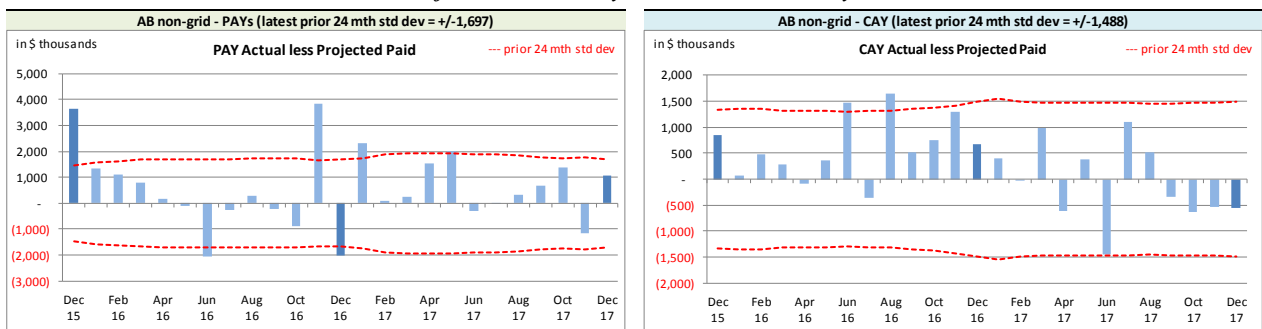 AB non-grid - PAYs (latest prior 24 mth std dev = +/-1,697)
in $ thousands
PAY Actual less Projected Paid
--- prior 24 mth std dev
5,000
4,000
3,000
2,000
1,000
-
(1,000)
(2,000)
(3,000)
Dec Feb Apr Jun Aug Oct Dec Feb Apr Jun Aug Oct Dec
15 16 16 16 16 16 16 17 17 17 17 17 17
AB non-grid - CAY (latest prior 24 mth std dev = +/-1,488)
in $ thousands
CAY Actual less Projected Paid
--- prior 24 mth std dev
2,000
1,500
1,000
500
-
(500)
(1,000)
(1,500)
(2,000)
Dec Feb Apr Jun Aug Oct Dec Feb Apr Jun Aug Oct Dec
15 16 16 16 16 16 16 17 17 17 17 17 17